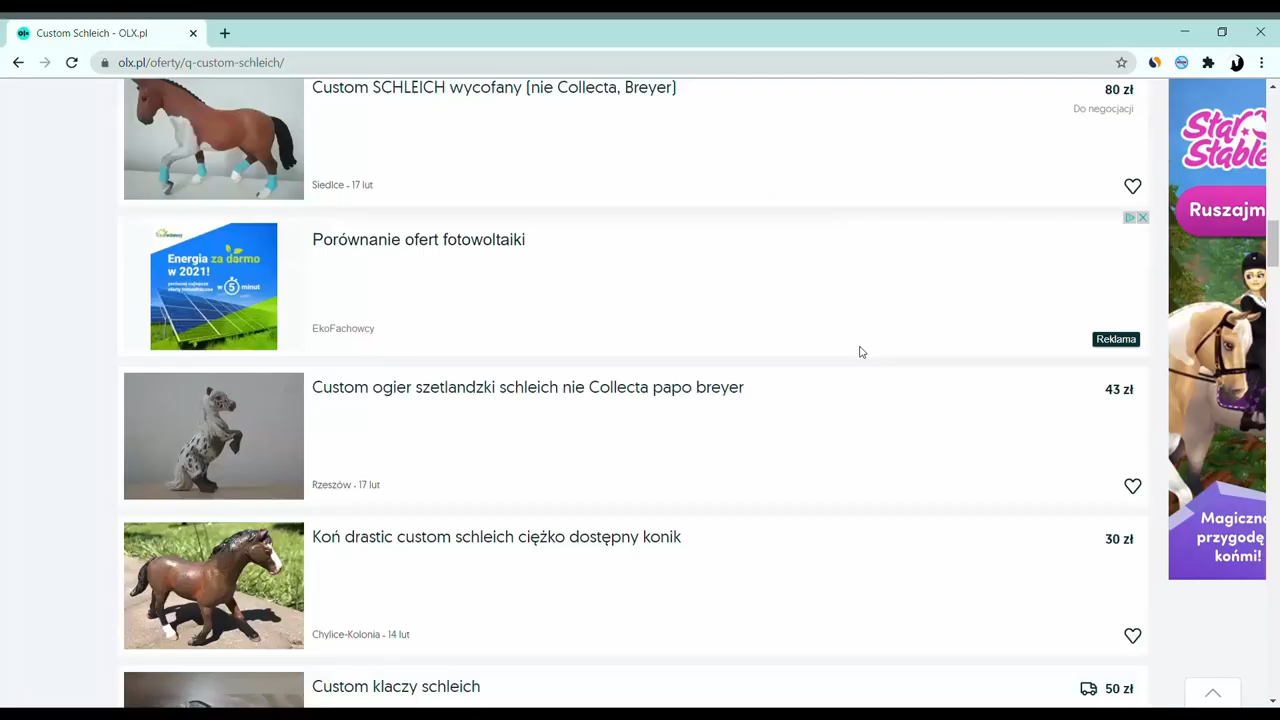 Custom Schleich - OLX.pl
olx.pl/oferty/q-custom-schleich/
Custom SCHLEICH wycofany (nie Collecta, Breyer)
80 zł
Do negocjacji
Siedlce - 17 lut
Porównanie ofert fotowoltaiki
Energia za darmo
w 2021!
w 5 minut
EkoFachowcy
Reklama
Custom ogier szetlandzki schleich nie Collecta papo breyer
43 zł
Rzeszów - 17 lut
Koń drastic custom schleich ciężko dostępny konik
30 zł
Chylice-Kolonia - 14 lut
Custom klaczy schleich
50 zł
Star
Stable
Ruszajm
Magiczn
przygodę
końmi!